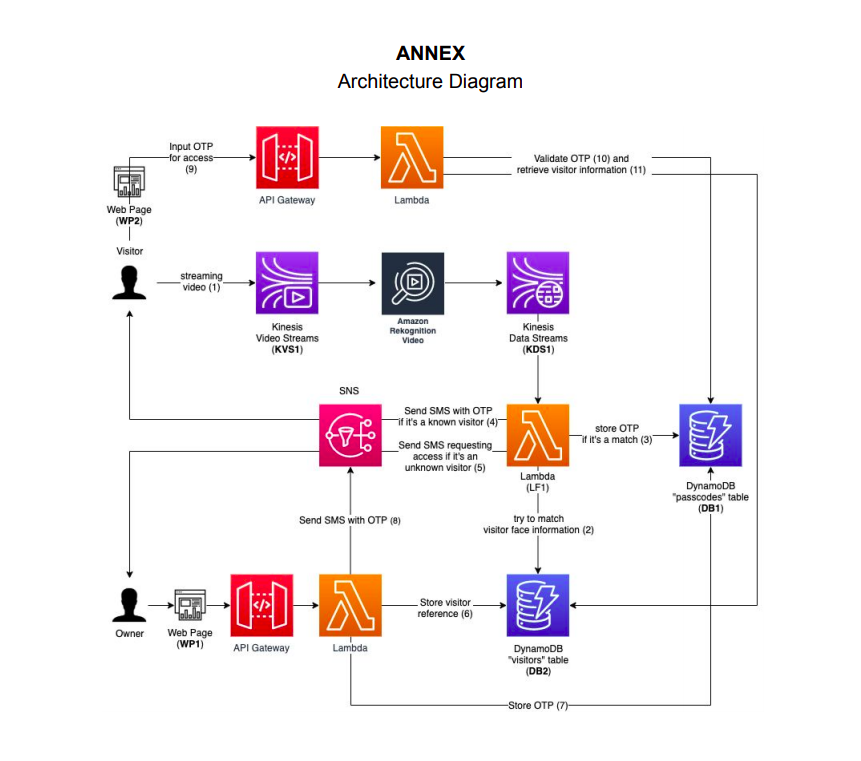 ANNEX
Architecture Diagram
Input OTP
for access
(9)
Validate OTP (10) and
retrieve visitor information (11)
API Gateway
Lambda
Web Page
(WP2)
Visitor
streaming
video (1)
Kinesis
Video Streams
(KVS1)
Amazon
Rekognition
Video
Kinesis
Data Streams
(KDS1)
SNS
Send SMS with OTP
if it's a known visitor (4)
Send SMS requesting
access if it's an
unknown visitor (5)
store OTP
if it's a match (3)
Lambda
(LF1)
DynamoDB
"passcodes" table
(DB1)
Send SMS with OTP (8)
try to match
visitor face information (2)
Store visitor
reference (6)
Owner
Web Page
(WP1)
API Gateway
Lambda
DynamoDB
"visitors" table
(DB2)
Store OTP (7)